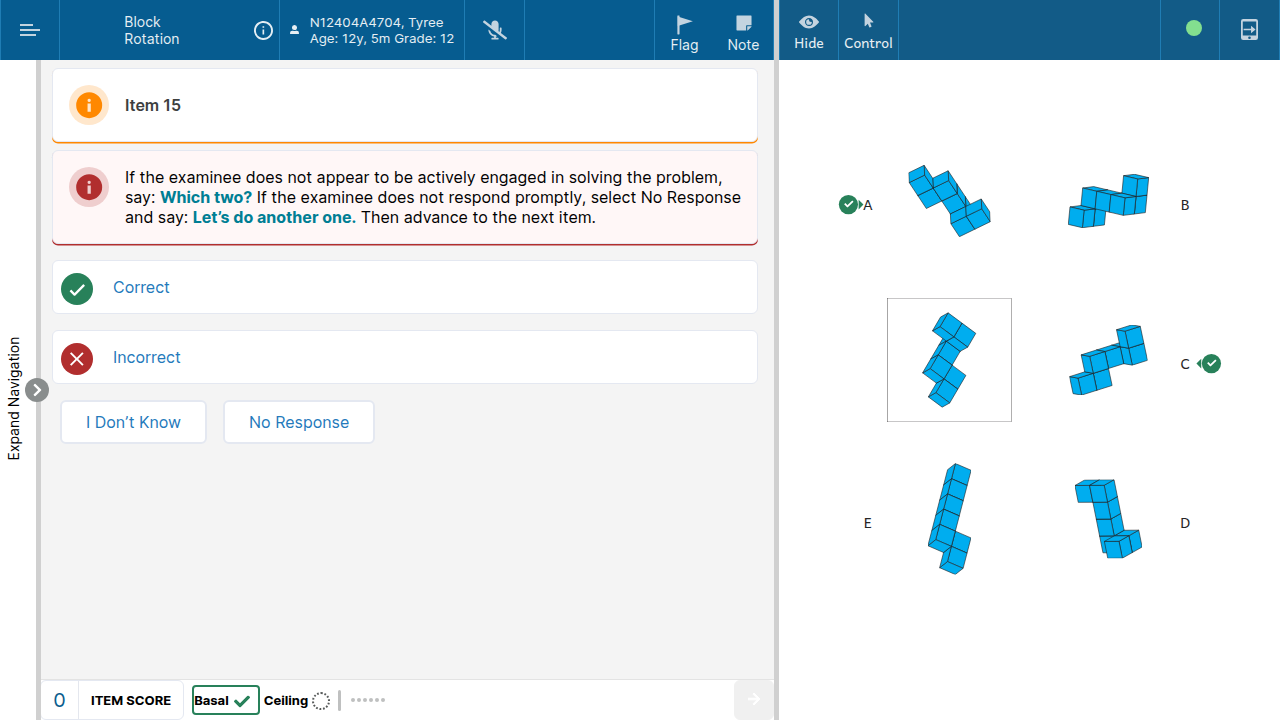 Block
Rotation
N12404A4704, Tyree
Age: 12y, 5m Grade: 12
Flag
Note
Hide
Control
Expand Navigation
Item 15
If the examinee does not appear to be actively engaged in solving the problem,
say: Which two? If the examinee does not respond promptly, select No Response
and say: Let’s do another one. Then advance to the next item.
Correct
Incorrect
I Don’t Know
No Response
0
ITEM SCORE
Basal
Ceiling
A
B
C
E
D